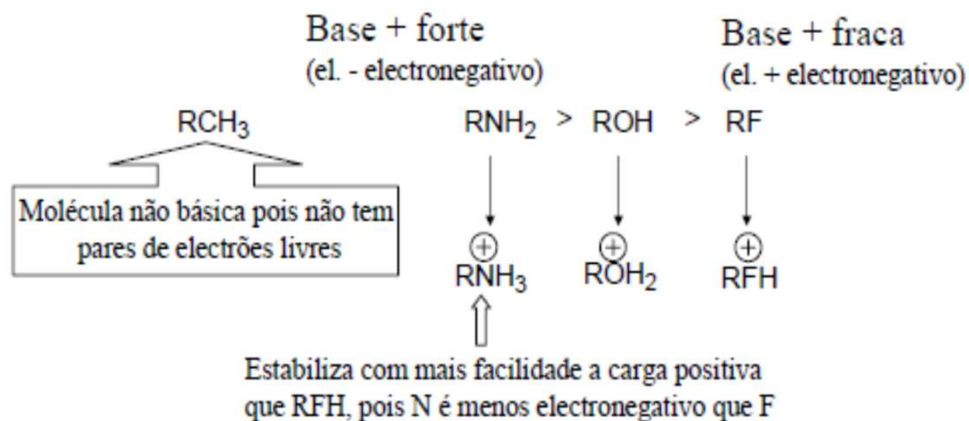 Base + forte
(el. - electronegativo)
Base + fraca
(el. + electronegativo)
RCH₃
RNH₂ > ROH > RF
Molécula não básica pois não tem
pares de electrões livres
⊕ ⊕ ⊕
RNH₃ ROH₂ RFH
Estabiliza com mais facilidade a carga positiva
que RFH, pois N é menos electronegativo que F